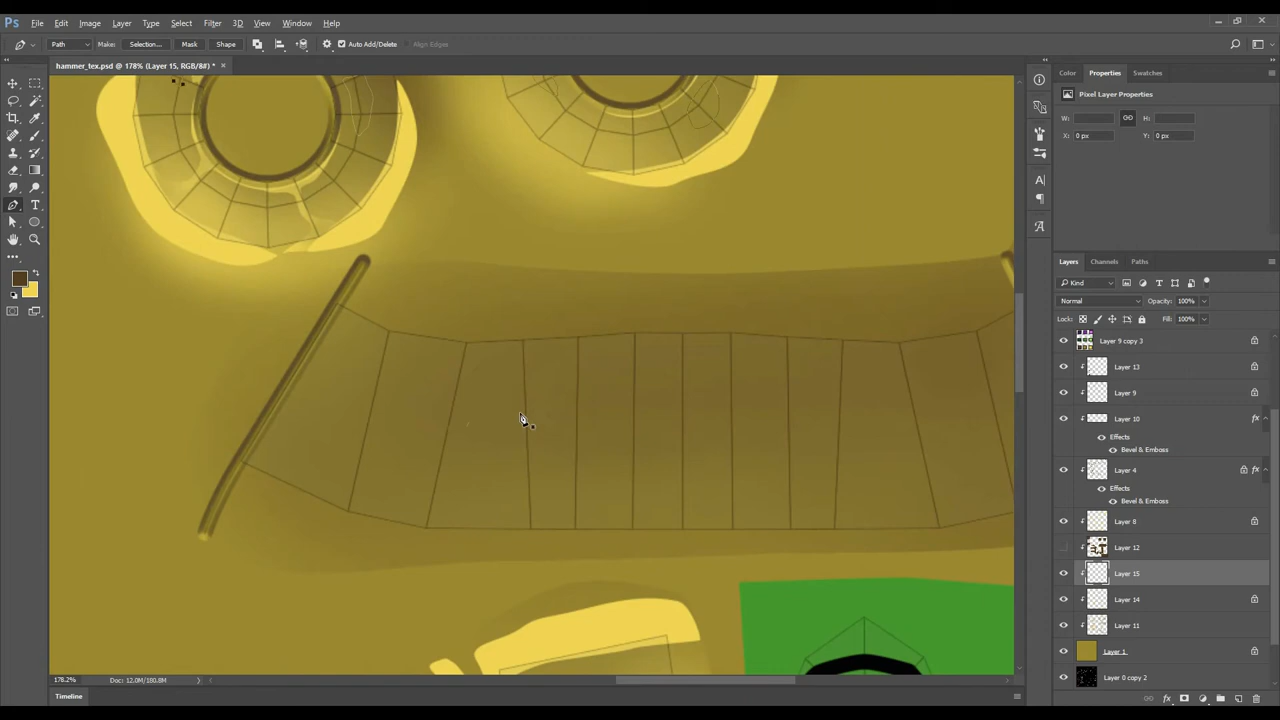 Ps File Edit Image Layer Type Select Filter 3D View Window Help
Path Make: Selection... Mask Shape Auto Add/Delete Align Edges
hammer_tex.psd @ 178% (Layer 15, RGB/8#) * ×
Color Properties Swatches
Pixel Layer Properties
W: H:
X: 0 px Y: 0 px
Layers Channels Paths
Kind
Normal Opacity: 100%
Lock: Fill: 100%
Layer 9 copy 3
Layer 13
Layer 9
Layer 10 fx
Effects
Bevel & Emboss
Layer 4 fx
Effects
Bevel & Emboss
Layer 8
Layer 12
Layer 15
Layer 14
Layer 11
Layer 1
Layer 0 copy 2
178.2% Doc: 12.0M/180.8M
Timeline